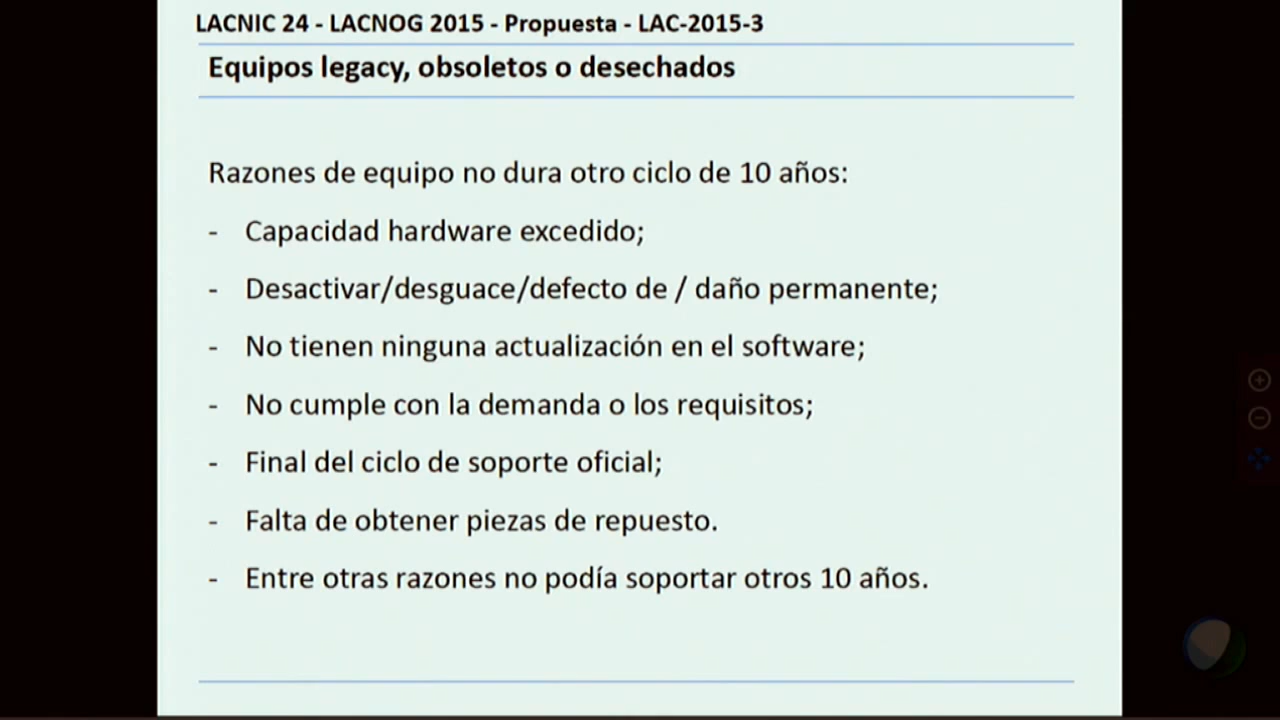 LACNIC 24 - LACNOG 2015 - Propuesta - LAC-2015-3
Equipos legacy, obsoletos o desechados
Razones de equipo no dura otro ciclo de 10 años:
- Capacidad hardware excedido;
- Desactivar/desguace/defecto de / daño permanente;
- No tienen ninguna actualización en el software;
- No cumple con la demanda o los requisitos;
- Final del ciclo de soporte oficial;
- Falta de obtener piezas de repuesto.
- Entre otras razones no podía soportar otros 10 años.